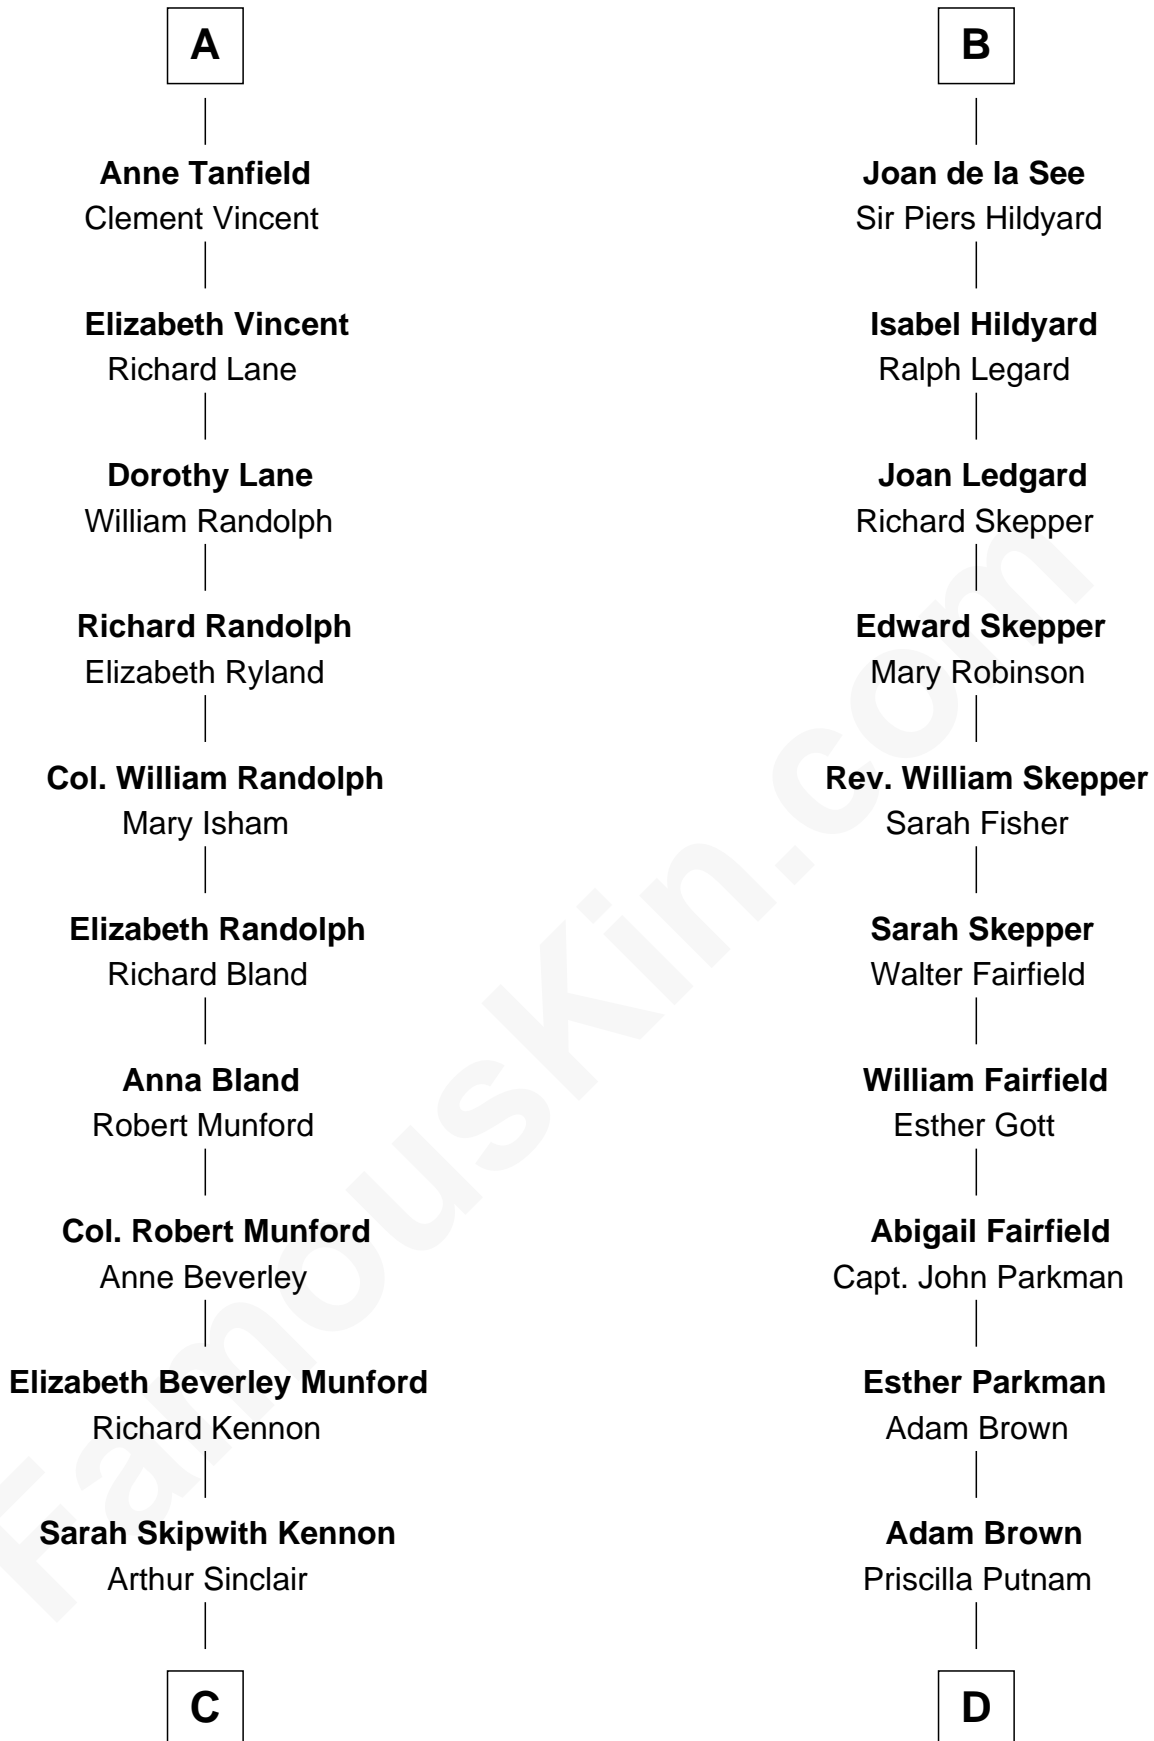 A
Anne Tanfield
Clement Vincent
Elizabeth Vincent
Richard Lane
Dorothy Lane
William Randolph
Richard Randolph
Elizabeth Ryland
Col. William Randolph
Mary Isham
Elizabeth Randolph
Richard Bland
Anna Bland
Robert Munford
Col. Robert Munford
Anne Beverley
Elizabeth Beverley Munford
Richard Kennon
Sarah Skipwith Kennon
Arthur Sinclair
C
B
Joan de la See
Sir Piers Hildyard
Isabel Hildyard
Ralph Legard
Joan Ledgard
Richard Skepper
Edward Skepper
Mary Robinson
Rev. William Skepper
Sarah Fisher
Sarah Skepper
Walter Fairfield
William Fairfield
Esther Gott
Abigail Fairfield
Capt. John Parkman
Esther Parkman
Adam Brown
Adam Brown
Priscilla Putnam
D
FamousKin.com